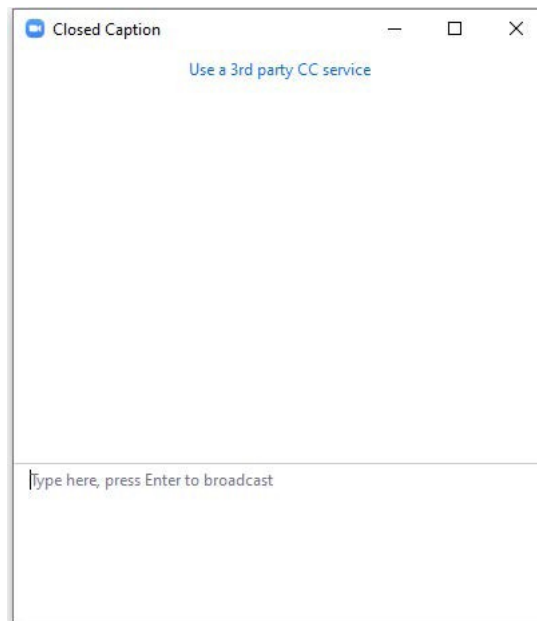 Closed Caption
Use a 3rd party CC service
Type here, press Enter to broadcast